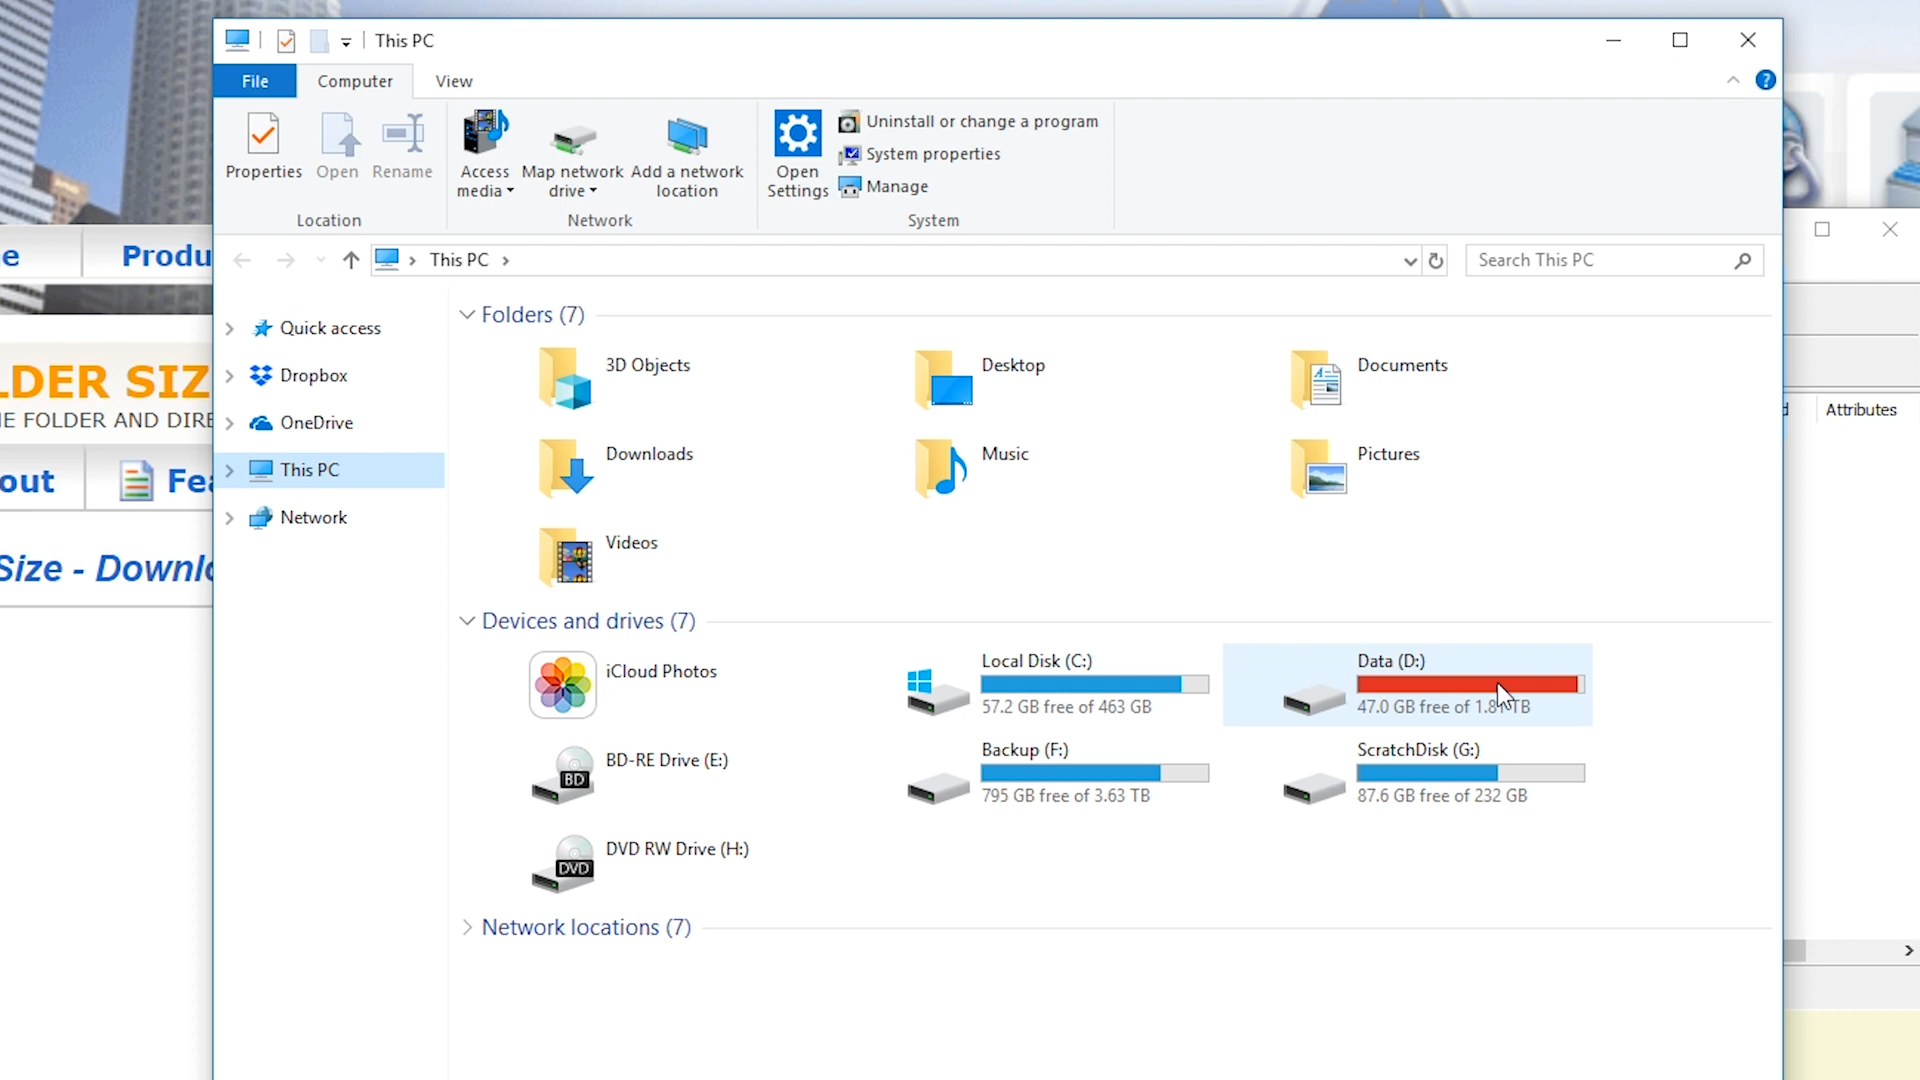 This PC
File
Computer
View
Properties
Open
Rename
Access media
Map network drive
Add a network location
Open Settings
Uninstall or change a program
System properties
Manage
Location
Network
System
This PC
Search This PC
Quick access
Dropbox
OneDrive
This PC
Network
Folders (7)
3D Objects
Desktop
Documents
Downloads
Music
Pictures
Videos
Devices and drives (7)
iCloud Photos
Local Disk (C:)
57.2 GB free of 463 GB
Data (D:)
47.0 GB free of 1.81 TB
BD
BD-RE Drive (E:)
Backup (F:)
795 GB free of 3.63 TB
ScratchDisk (G:)
87.6 GB free of 232 GB
DVD
DVD RW Drive (H:)
Network locations (7)
e
Produ
LDER SIZ
E FOLDER AND DIRE
out
Fea
Size - Downlo
Attributes